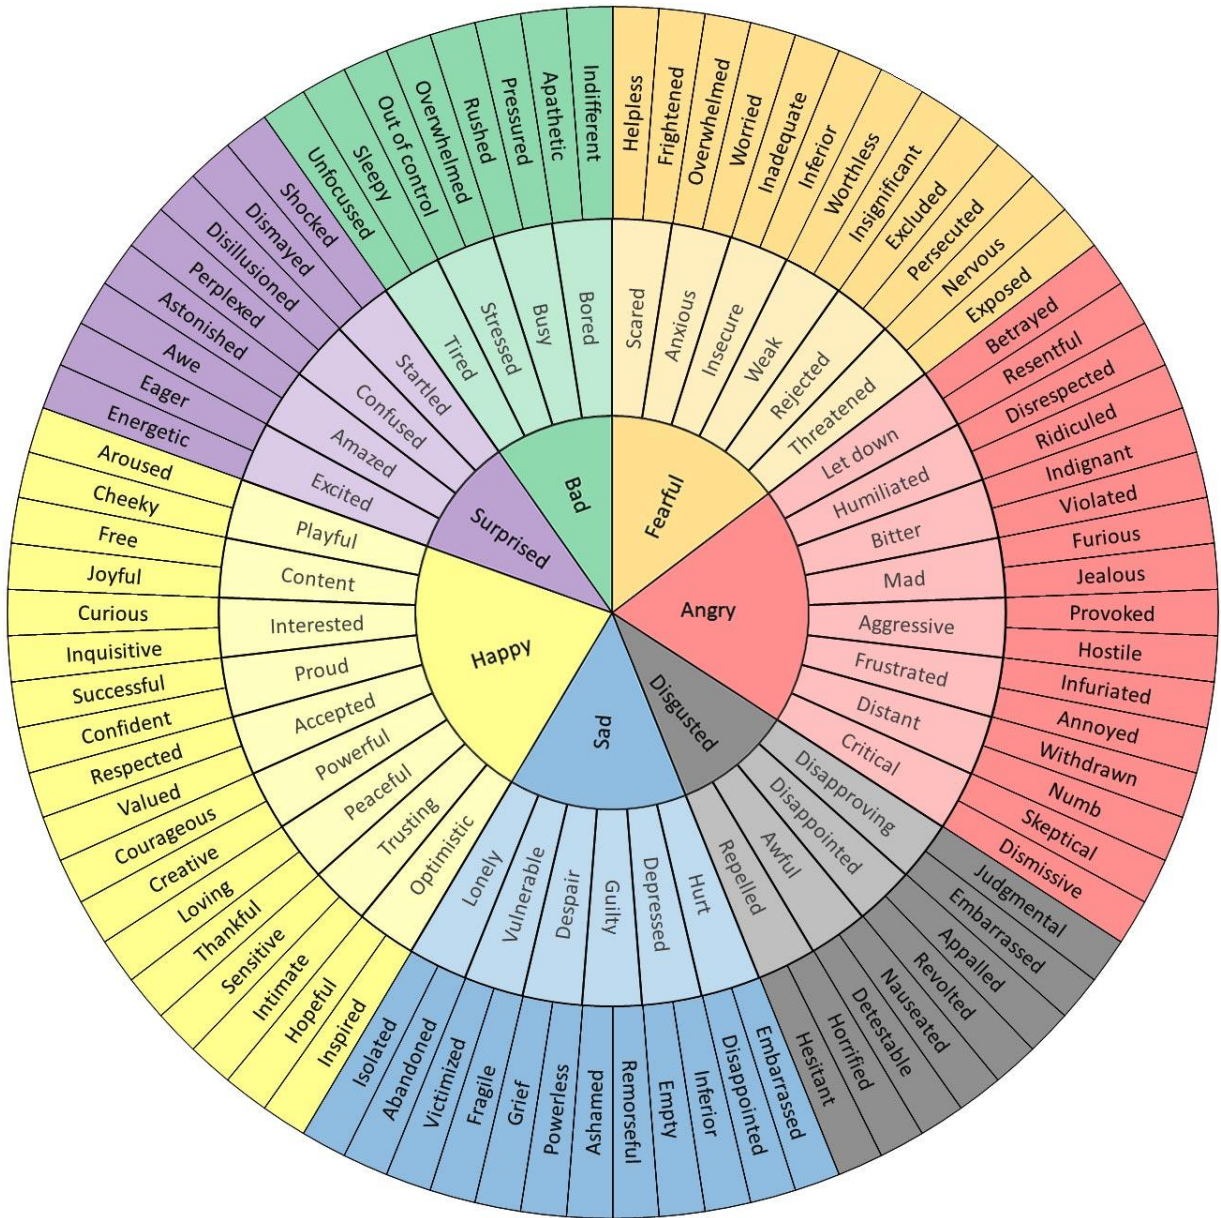 Fearful
Angry
Disgusted
Sad
Happy
Surprised
Bad
Scared
Anxious
Insecure
Weak
Rejected
Threatened
Let down
Humiliated
Bitter
Mad
Aggressive
Frustrated
Distant
Critical
Disapproving
Disappointed
Awful
Repelled
Hurt
Depressed
Guilty
Despair
Vulnerable
Lonely
Optimistic
Trusting
Peaceful
Powerful
Accepted
Proud
Interested
Content
Playful
Excited
Amazed
Confused
Startled
Tired
Stressed
Busy
Bored
Helpless
Frightened
Overwhelmed
Worried
Inadequate
Inferior
Worthless
Insignificant
Excluded
Persecuted
Nervous
Exposed
Betrayed
Resentful
Disrespected
Ridiculed
Indignant
Violated
Furious
Jealous
Provoked
Hostile
Infuriated
Annoyed
Withdrawn
Numb
Skeptical
Dismissive
Judgmental
Embarrassed
Appalled
Revolted
Nauseated
Detestable
Horrified
Hesitant
Embarrassed
Disappointed
Inferior
Empty
Remorseful
Ashamed
Powerless
Grief
Fragile
Victimized
Abandoned
Isolated
Inspired
Hopeful
Intimate
Sensitive
Thankful
Loving
Creative
Courageous
Valued
Respected
Confident
Successful
Inquisitive
Curious
Joyful
Free
Cheeky
Aroused
Energetic
Eager
Awe
Astonished
Perplexed
Disillusioned
Dismayed
Shocked
Unfocussed
Sleepy
Out of control
Overwhelmed
Rushed
Pressured
Apathetic
Indifferent